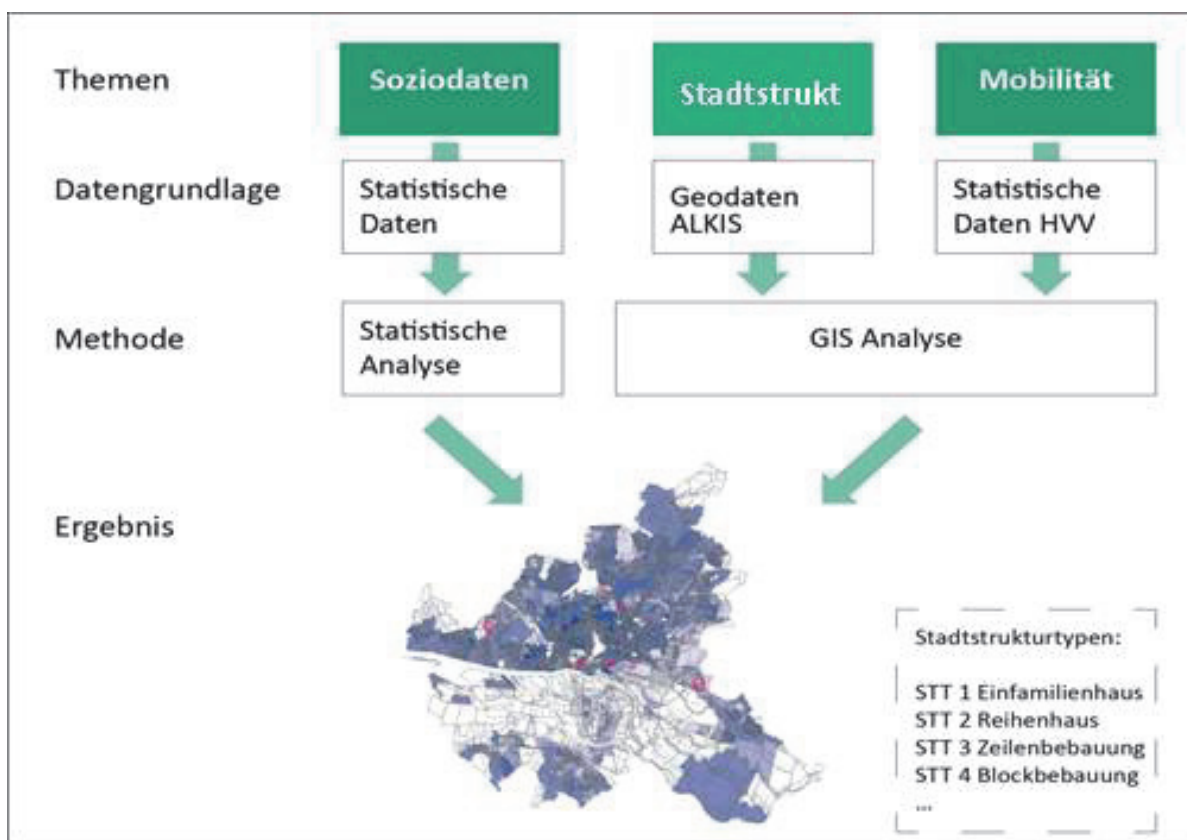 Themen
Soziodaten
Stadtstrukt
Mobilität
Datengrundlage
Statistische
Daten
Geodaten
ALKIS
Statistische
Daten HVV
Methode
Statistische
Analyse
GIS Analyse
Ergebnis
Stadtstrukturtypen:
STT 1 Einfamilienhaus
STT 2 Reihenhaus
STT 3 Zeilenbebauung
STT 4 Blockbebauung
...